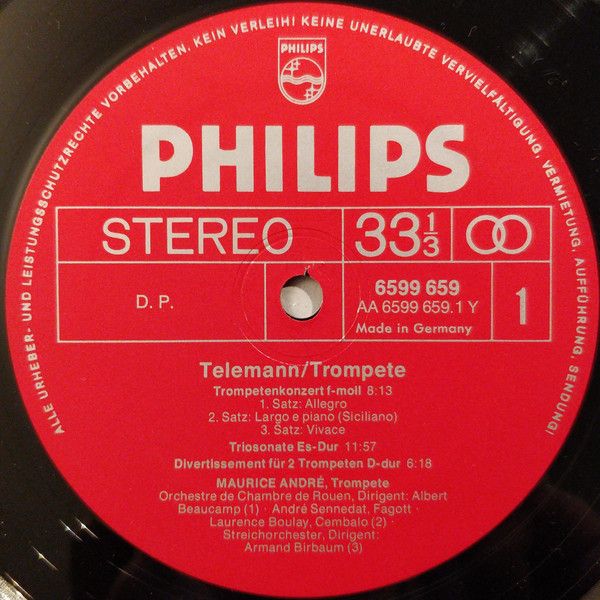 ALLE URHEBER- UND LEISTUNGSSCHUTZRECHTE VORBEHALTEN. KEIN VERLEIH! KEINE UNERLAUBTE VERVIELFÄLTIGUNG, VERMIETUNG, AUFFÜHRUNG, SENDUNG!
PHILIPS
PHILIPS
STEREO 33 1/3
D. P.
6599 659
AA 6599 659.1 Y
Made in Germany
1
Telemann/Trompete
Trompetenkonzert f-moll 8:13
1. Satz: Allegro
2. Satz: Largo e piano (Siciliano)
3. Satz: Vivace
Triosonate Es-Dur 11:57
Divertissement für 2 Trompeten D-dur 6:18
MAURICE ANDRÉ, Trompete
Orchestre de Chambre de Rouen, Dirigent: Albert
Beaucamp (1) · André Sennedat, Fagott ·
Laurence Boulay, Cembalo (2) ·
Streichorchester, Dirigent:
Armand Birbaum (3)